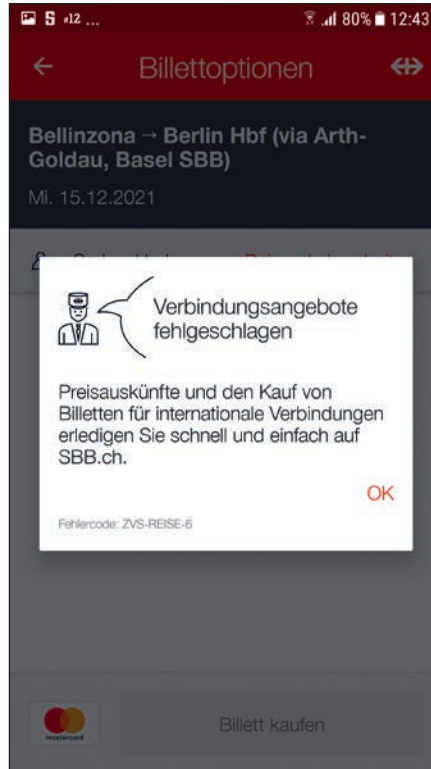 12 ... 80% 12:43
Billettoptionen
Bellinzona → Berlin Hbf (via Arth-
Goldau, Basel SBB)
Mi. 15.12.2021
Verbindungsangebote
fehlgeschlagen
Preisauskünfte und den Kauf von
Billetten für internationale Verbindungen
erledigen Sie schnell und einfach auf
SBB.ch.
OK
Fehlercode: ZVS-REISE-6
mastercard
Billett kaufen